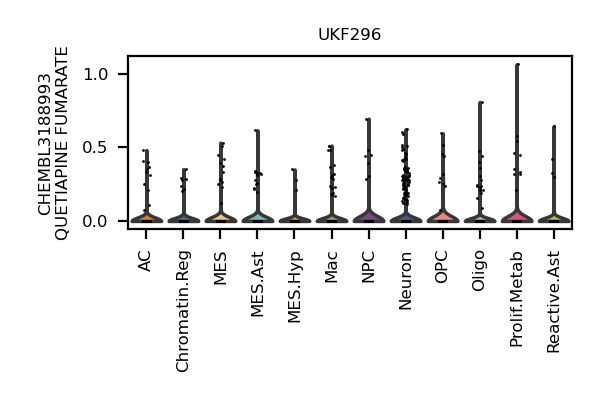 UKF296
CHEMBL3188993
QUETIAPINE FUMARATE
1.0
0.5
0.0
AC
Chromatin.Reg
MES
MES.Ast
MES.Hyp
Mac
NPC
Neuron
OPC
Oligo
Prolif.Metab
Reactive.Ast